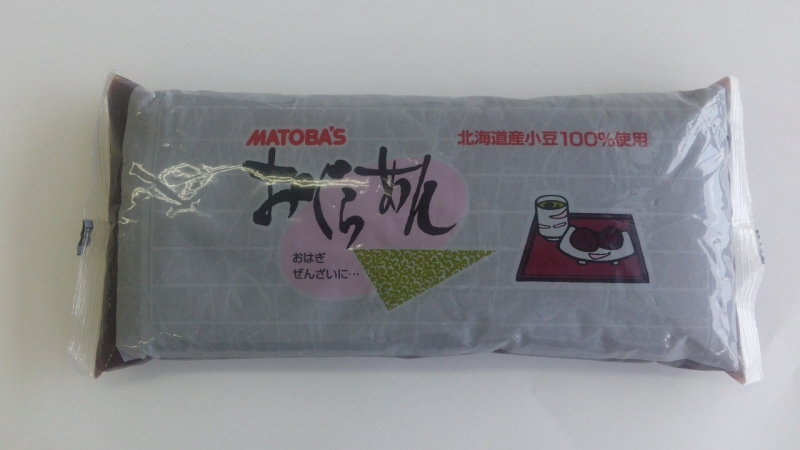 MATOBA'S
北海道産小豆100%使用
おぐらあん
おはぎ
ぜんざいに…